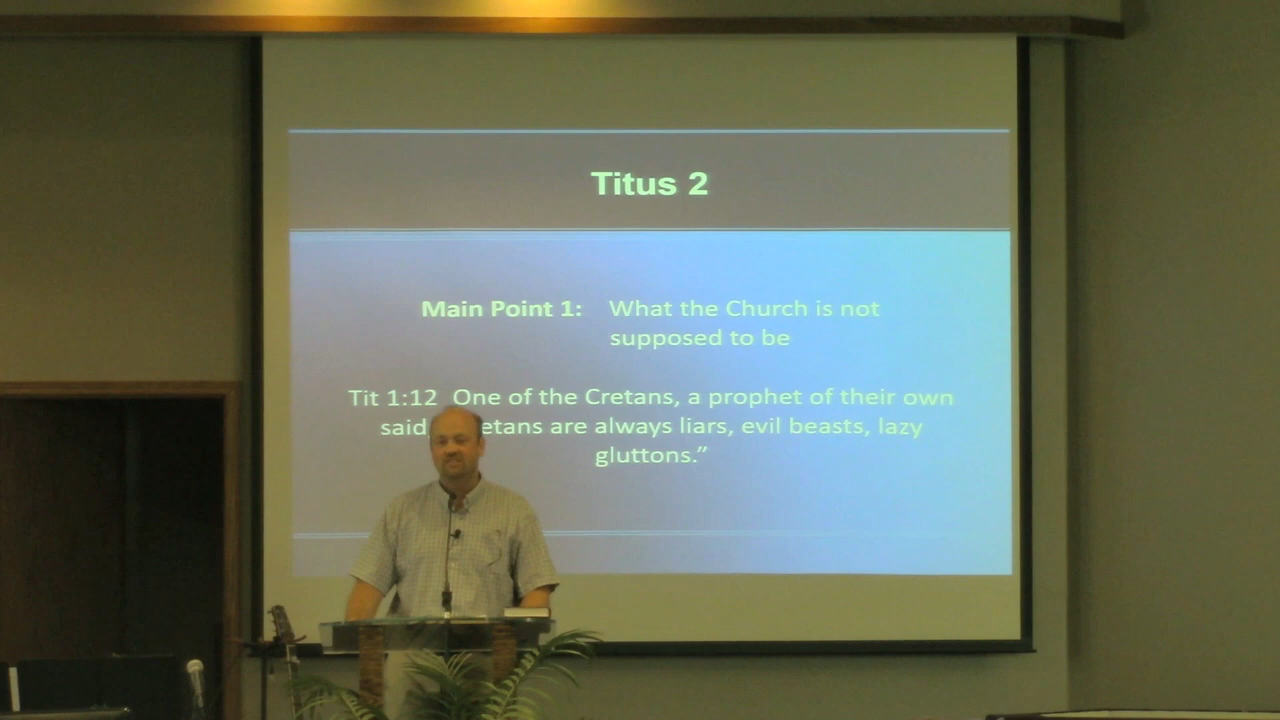 Titus 2
Main Point 1: What the Church is not
supposed to be
Tit 1:12 One of the Cretans, a prophet of their own
said etans are always liars, evil beasts, lazy
gluttons.”